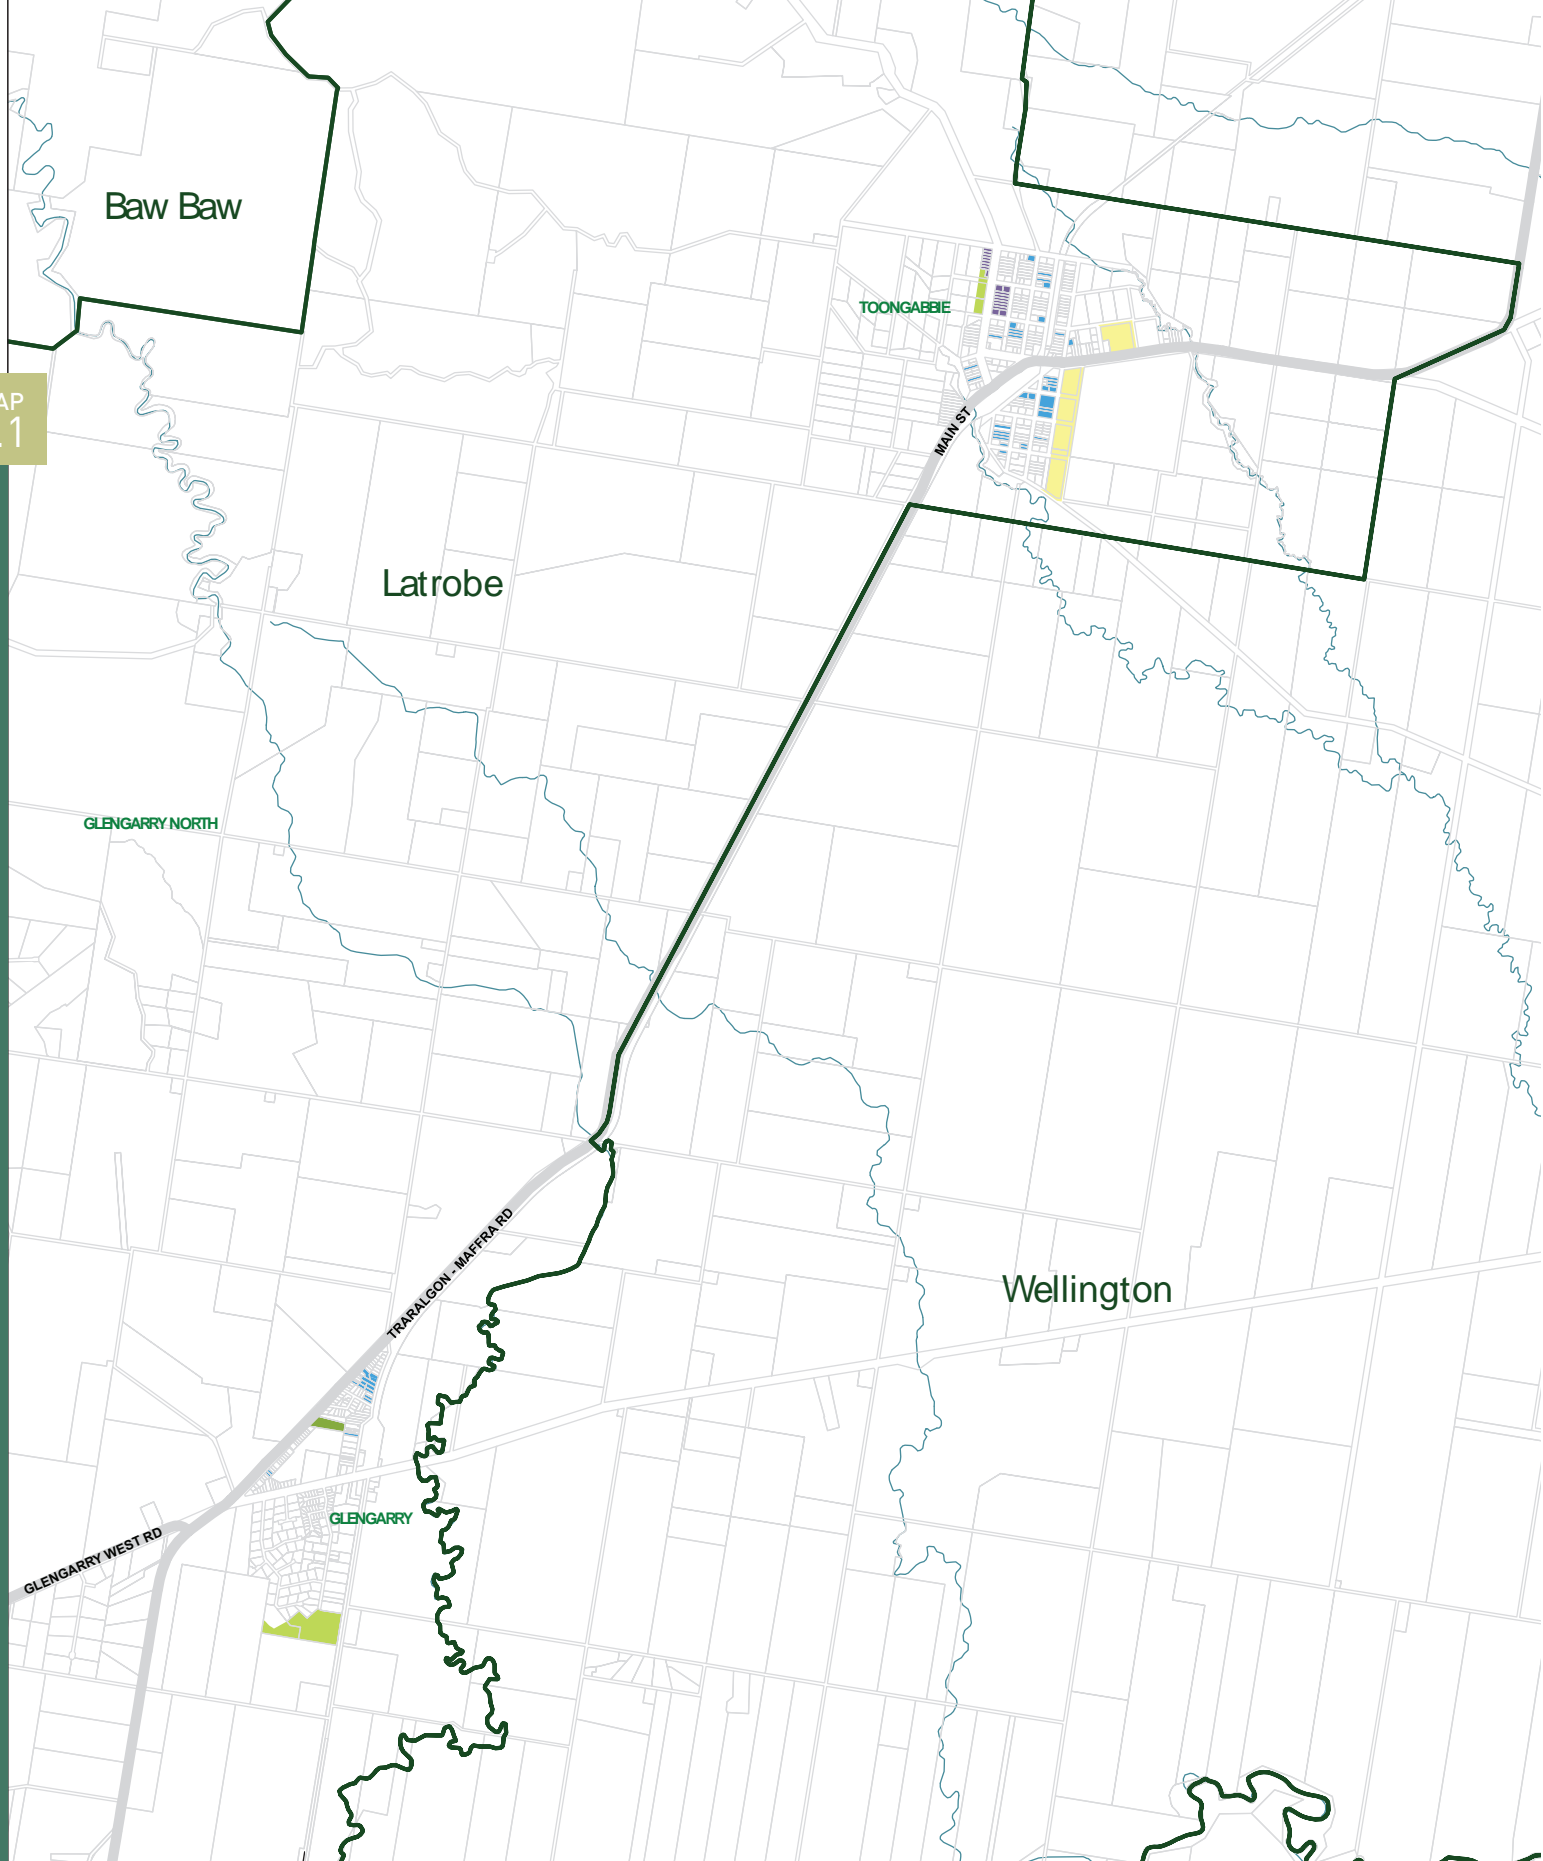 Baw Baw
TOONGABBIE
AP
.1
MAIN ST
Latrobe
GLENGARRY NORTH
TRARALGON - MAFFRA RD
Wellington
GLENGARRY
GLENGARRY WEST RD